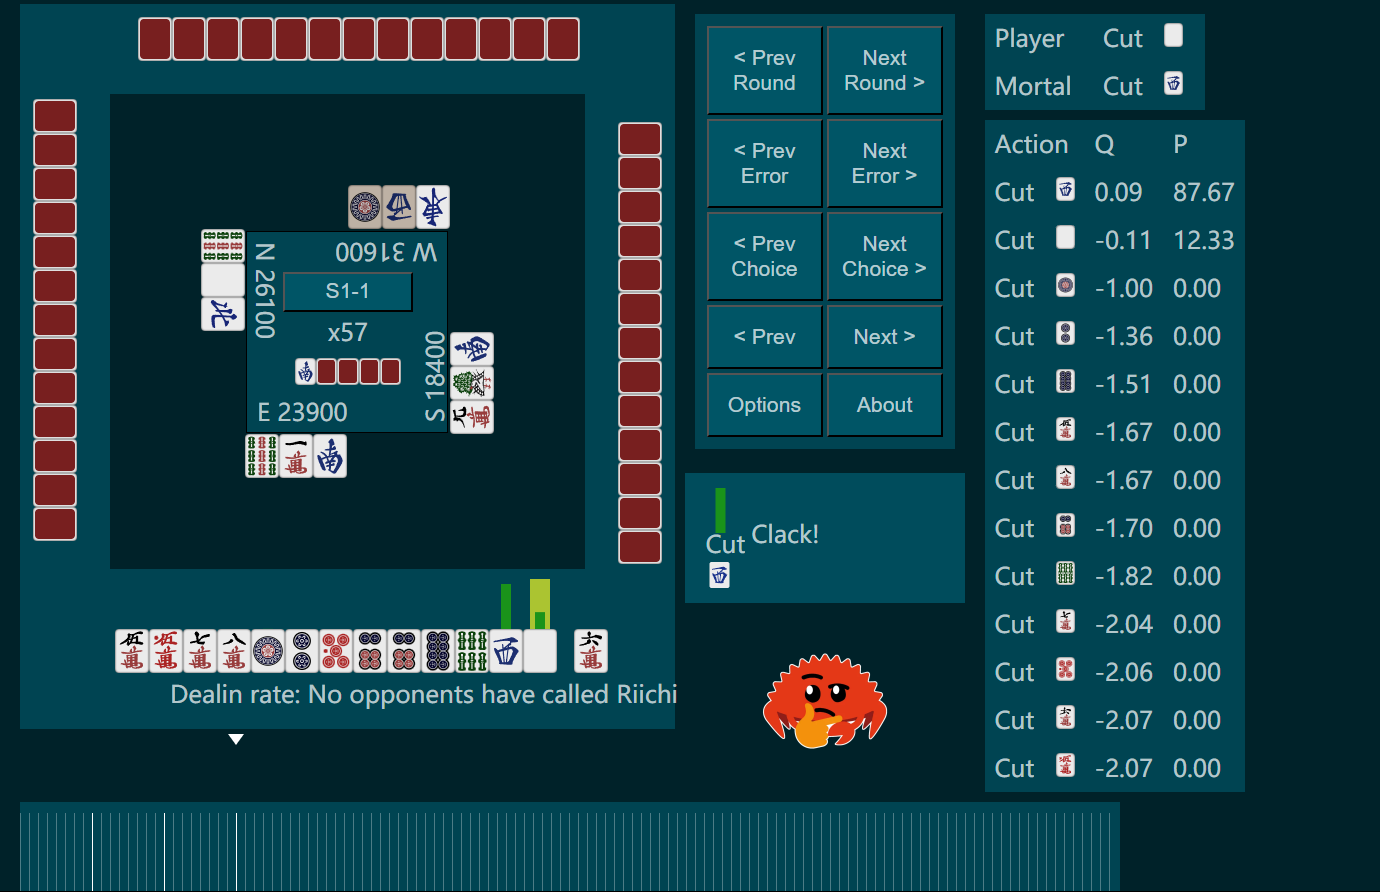 W 31600
N 26100
S1-1
x57
S 18400
E 23900
Dealin rate: No opponents have called Riichi
< Prev Round
Next Round >
< Prev Error
Next Error >
< Prev Choice
Next Choice >
< Prev
Next >
Options
About
Cut
Clack!
Player Cut
Mortal Cut
Action Q P
Cut 0.09 87.67
Cut -0.11 12.33
Cut -1.00 0.00
Cut -1.36 0.00
Cut -1.51 0.00
Cut -1.67 0.00
Cut -1.67 0.00
Cut -1.70 0.00
Cut -1.82 0.00
Cut -2.04 0.00
Cut -2.06 0.00
Cut -2.07 0.00
Cut -2.07 0.00